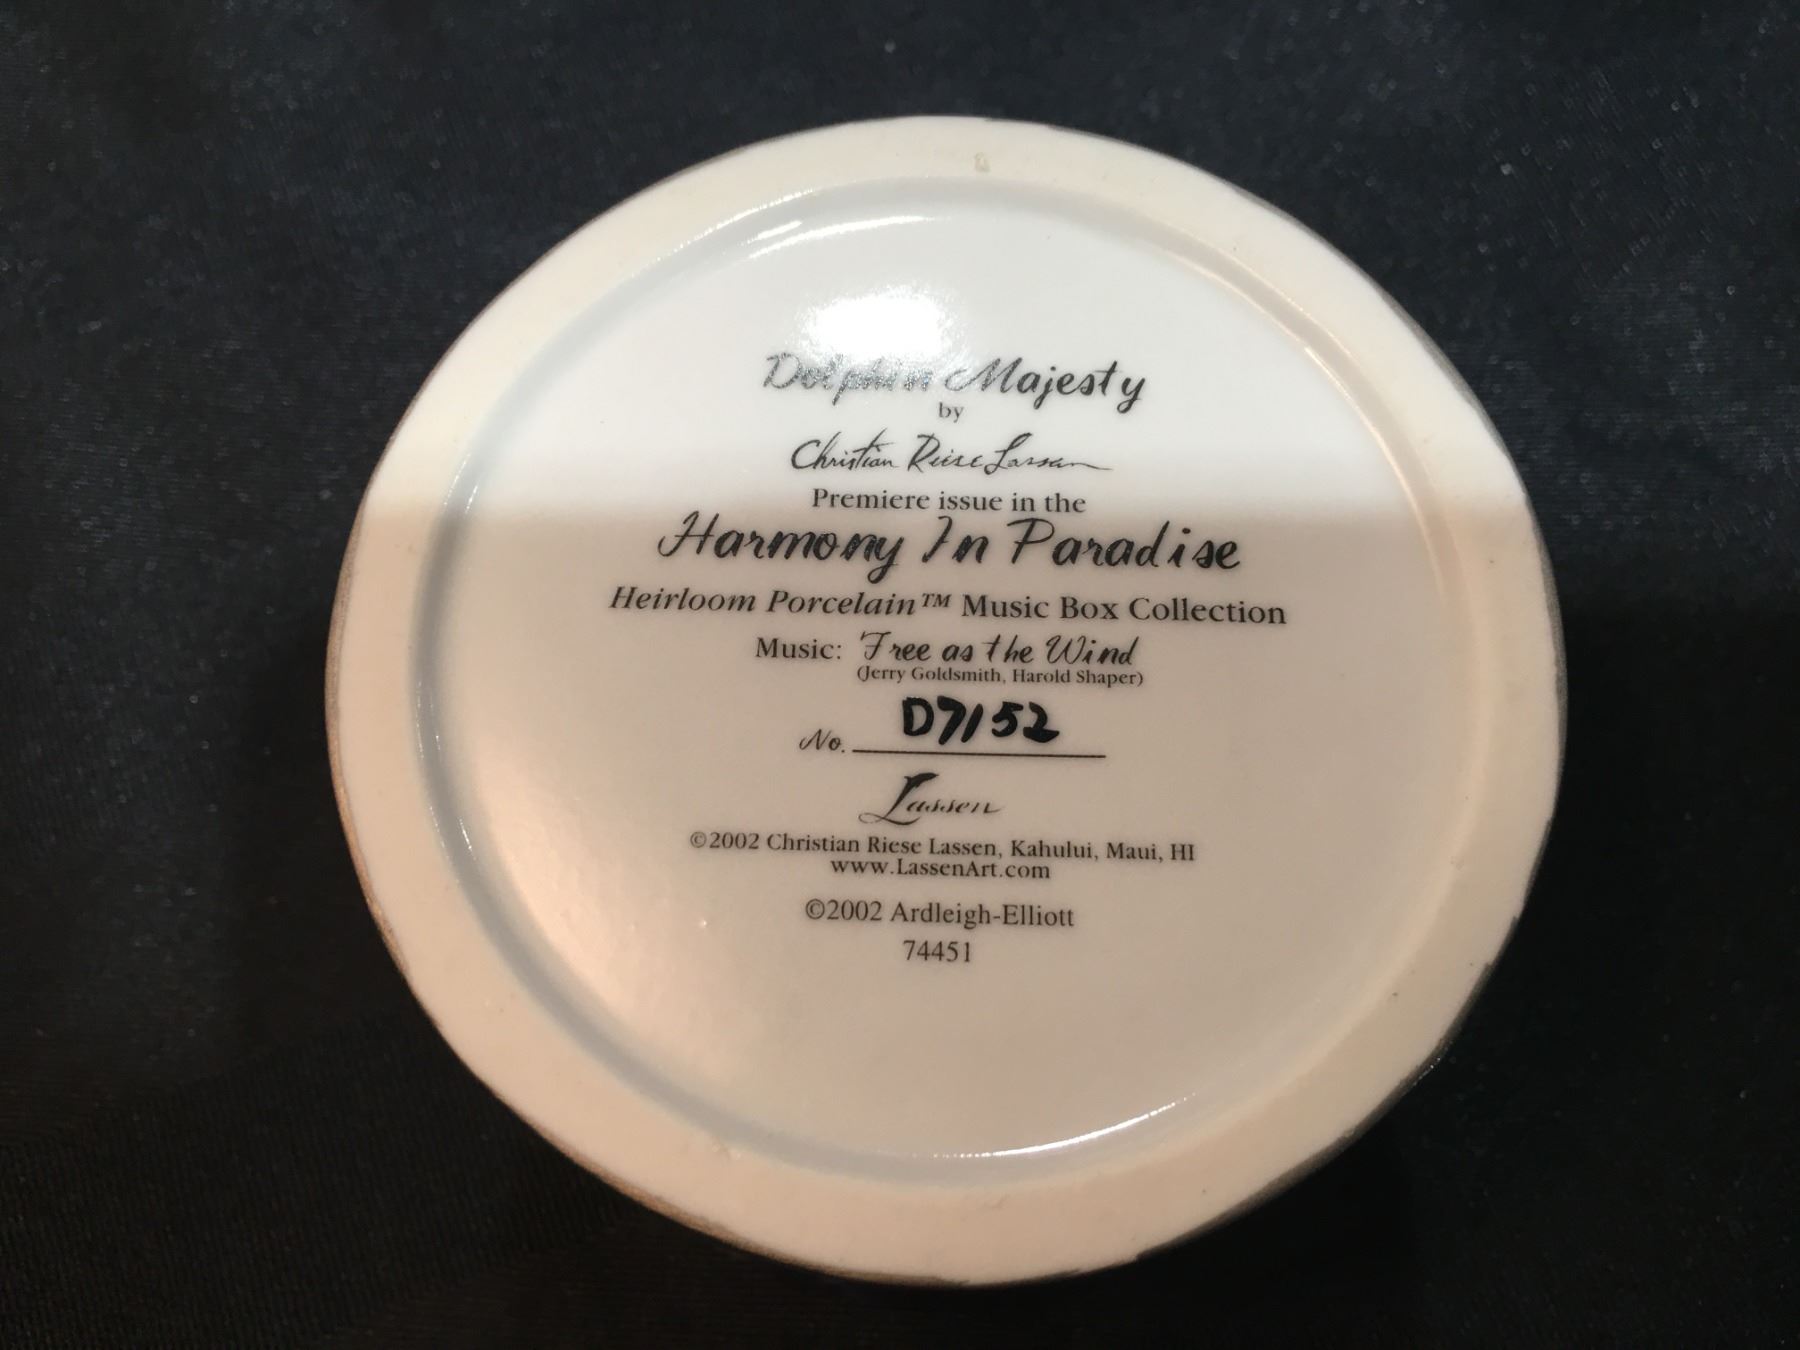 Dolphin Majesty
by
Christian Riese Lassen
Premiere issue in the
Harmony In Paradise
Heirloom Porcelain™ Music Box Collection
Music: Free as the Wind
(Jerry Goldsmith, Harold Shaper)
No. D7152
Lassen
©2002 Christian Riese Lassen, Kahului, Maui, HI
www.LassenArt.com
©2002 Ardleigh-Elliott
74451